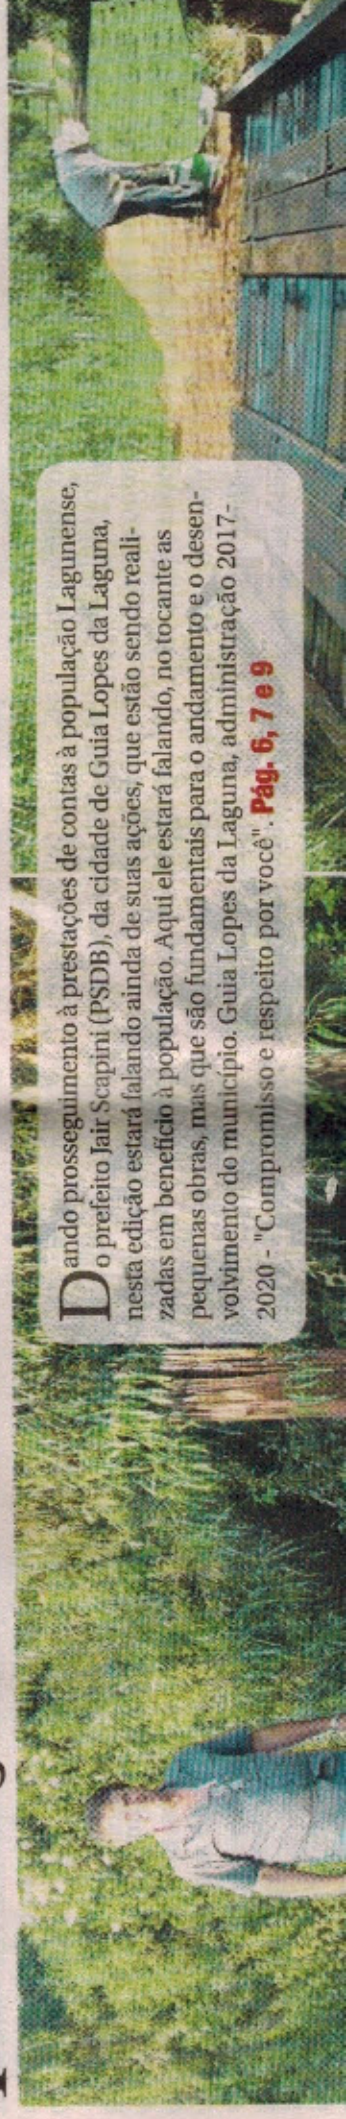 Dando prosseguimento à prestações de contas à população Lagunense,
o prefeito Jair Scapini (PSDB), da cidade de Guia Lopes da Laguna,
nesta edição estará falando ainda de suas ações, que estão sendo reali-
zadas em benefício à população. Aqui ele estará falando, no tocante as
pequenas obras, mas que são fundamentais para o andamento e o desen-
volvimento do município. Guia Lopes da Laguna, administração 2017-
2020 - "Compromisso e respeito por você". Pág. 6, 7 e 9